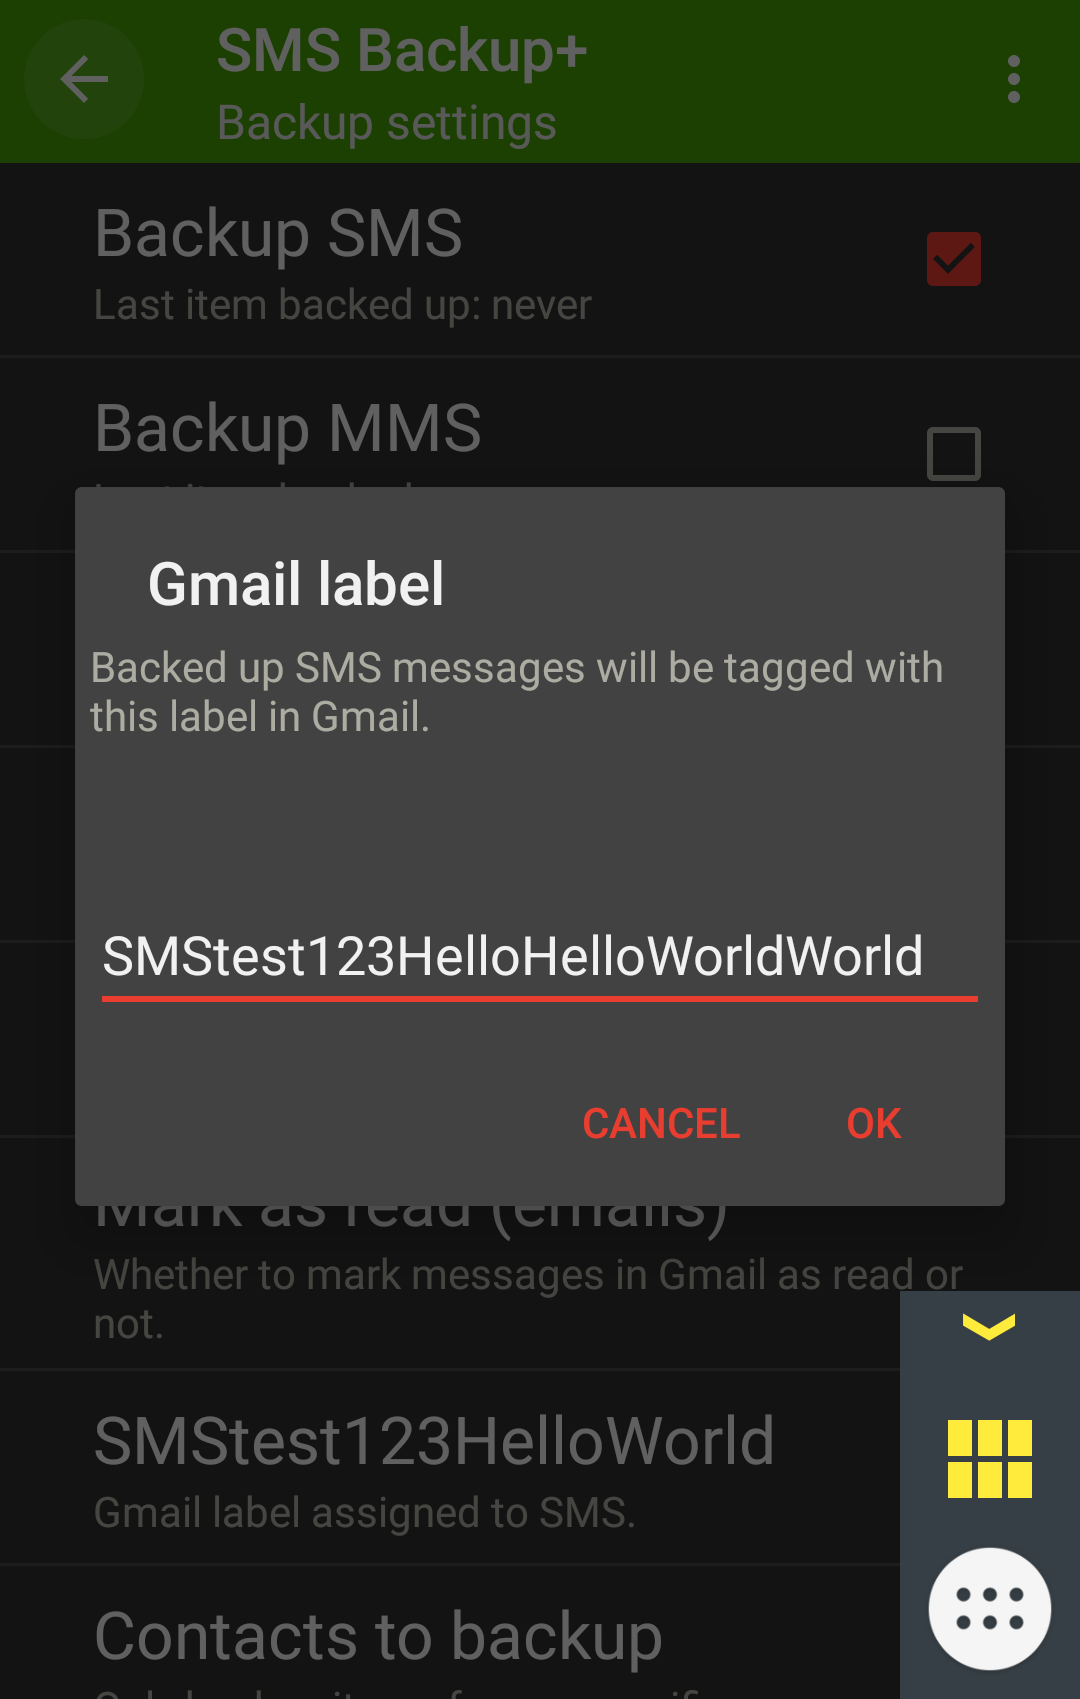 SMS Backup+
Backup settings
Backup SMS
Last item backed up: never
Backup MMS
Gmail label
Backed up SMS messages will be tagged with
this label in Gmail.
SMStest123HelloHelloWorldWorld
CANCEL OK
Mark as read (emails)
Whether to mark messages in Gmail as read or
not.
SMStest123HelloWorld
Gmail label assigned to SMS.
Contacts to backup